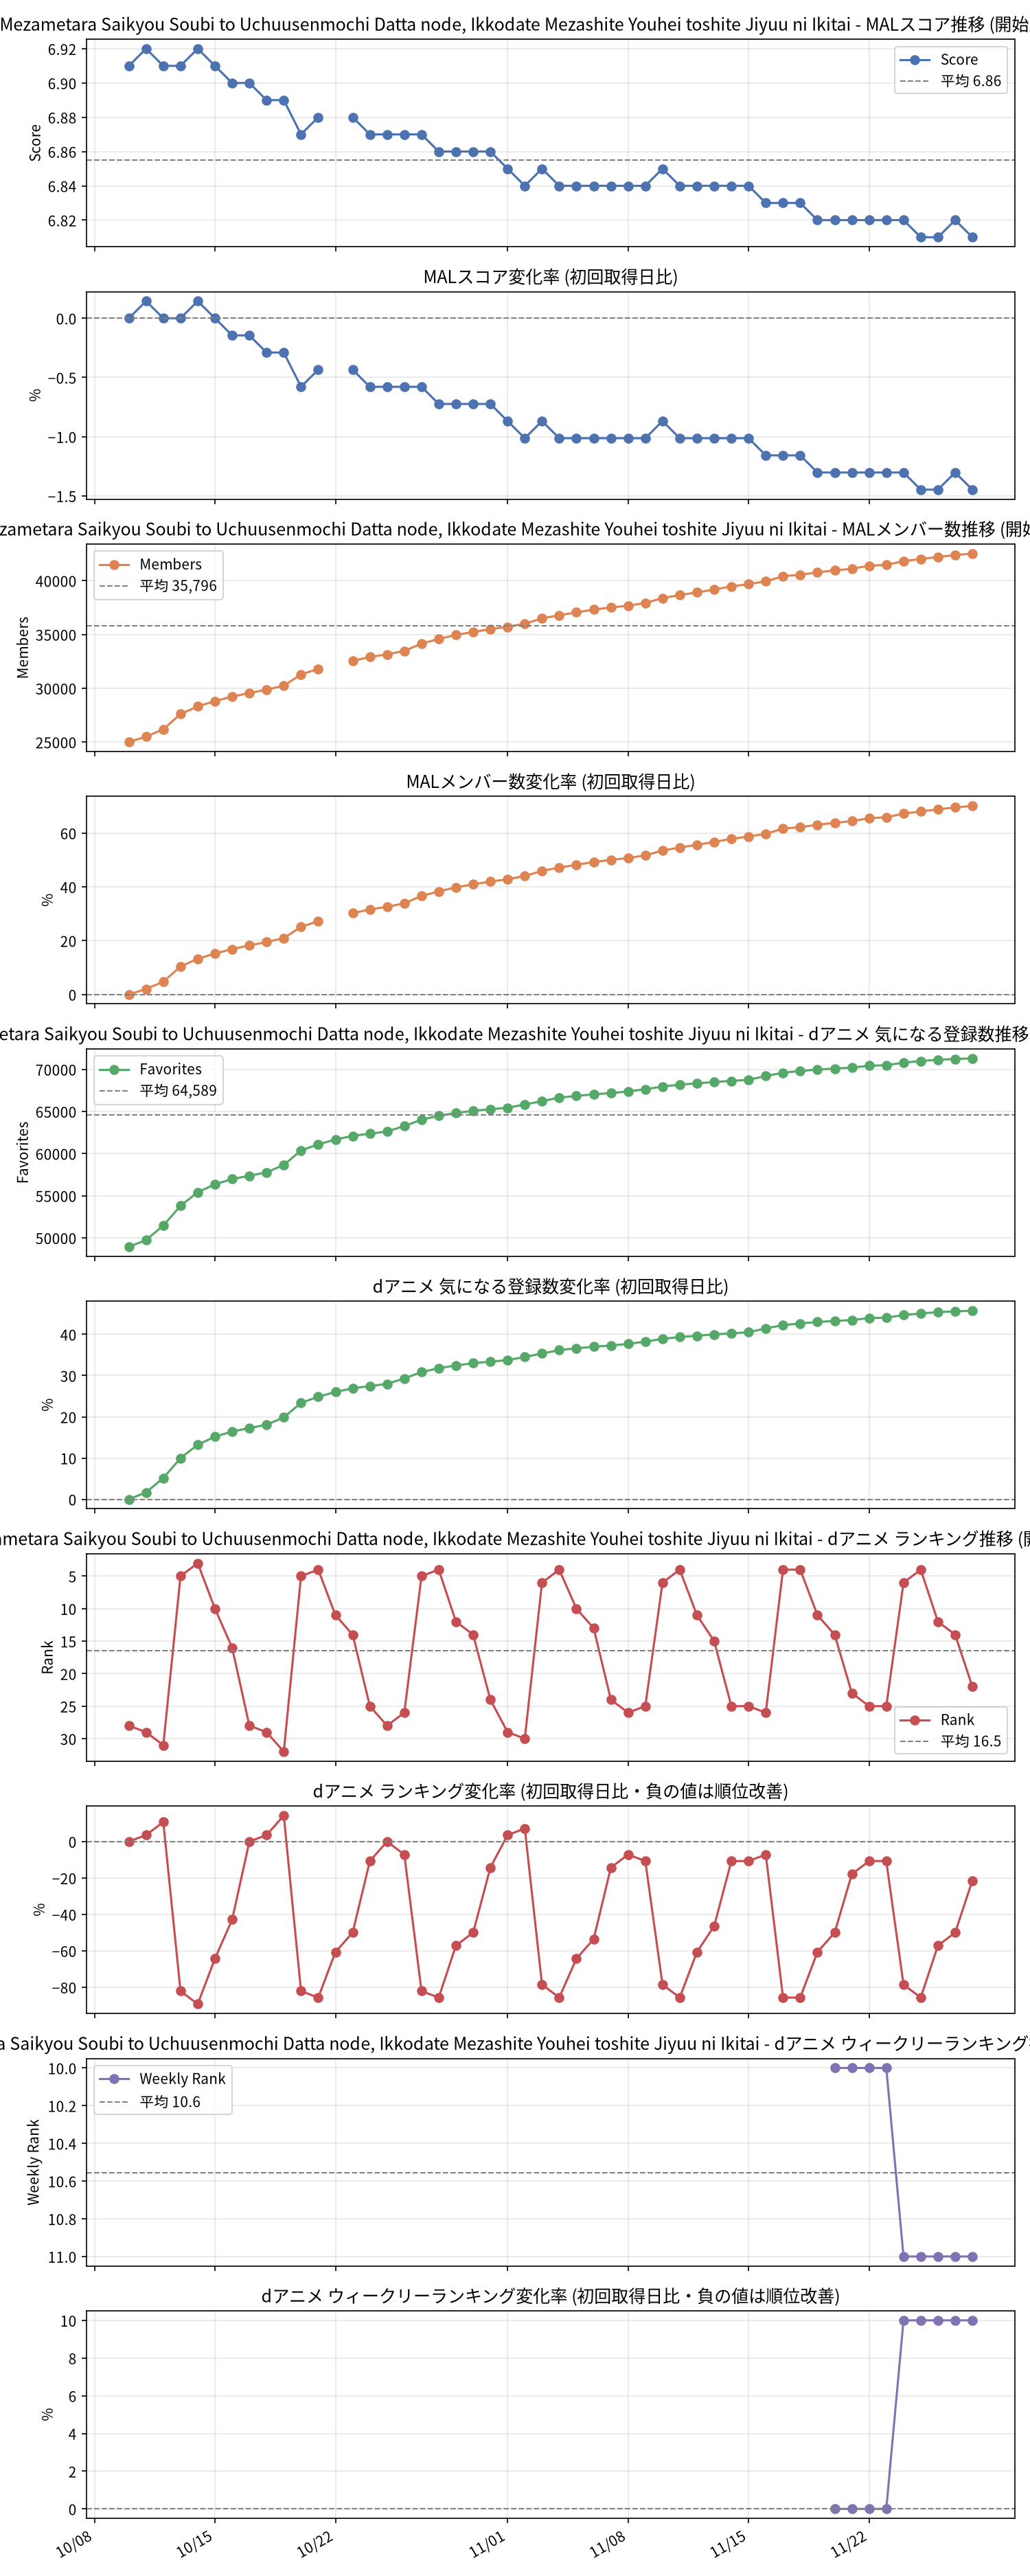 Mezametara Saikyou Soubi to Uchuusenmochi Datta node, Ikkodate Mezashite Youhei toshite Jiyuu ni Ikitai - MALスコア推移 (開始
6.92
6.90
6.88
6.86
6.84
6.82
Score
Score
平均 6.86
MALスコア変化率 (初回取得日比)
0.0
−0.5
−1.0
−1.5
%
zametara Saikyou Soubi to Uchuusenmochi Datta node, Ikkodate Mezashite Youhei toshite Jiyuu ni Ikitai - MALメンバー数推移 (開始
40000
35000
30000
25000
Members
Members
平均 35,796
MALメンバー数変化率 (初回取得日比)
60
40
20
0
%
etara Saikyou Soubi to Uchuusenmochi Datta node, Ikkodate Mezashite Youhei toshite Jiyuu ni Ikitai - dアニメ 気になる登録数推移
70000
65000
60000
55000
50000
Favorites
Favorites
平均 64,589
dアニメ 気になる登録数変化率 (初回取得日比)
40
30
20
10
0
%
ametara Saikyou Soubi to Uchuusenmochi Datta node, Ikkodate Mezashite Youhei toshite Jiyuu ni Ikitai - dアニメ ランキング推移 (開
5
10
15
20
25
30
Rank
Rank
平均 16.5
dアニメ ランキング変化率 (初回取得日比・負の値は順位改善)
0
−20
−40
−60
−80
%
a Saikyou Soubi to Uchuusenmochi Datta node, Ikkodate Mezashite Youhei toshite Jiyuu ni Ikitai - dアニメ ウィークリーランキング
10.0
10.2
10.4
10.6
10.8
11.0
Weekly Rank
Weekly Rank
平均 10.6
dアニメ ウィークリーランキング変化率 (初回取得日比・負の値は順位改善)
10
8
6
4
2
0
%
10/08
10/15
10/22
11/01
11/08
11/15
11/22